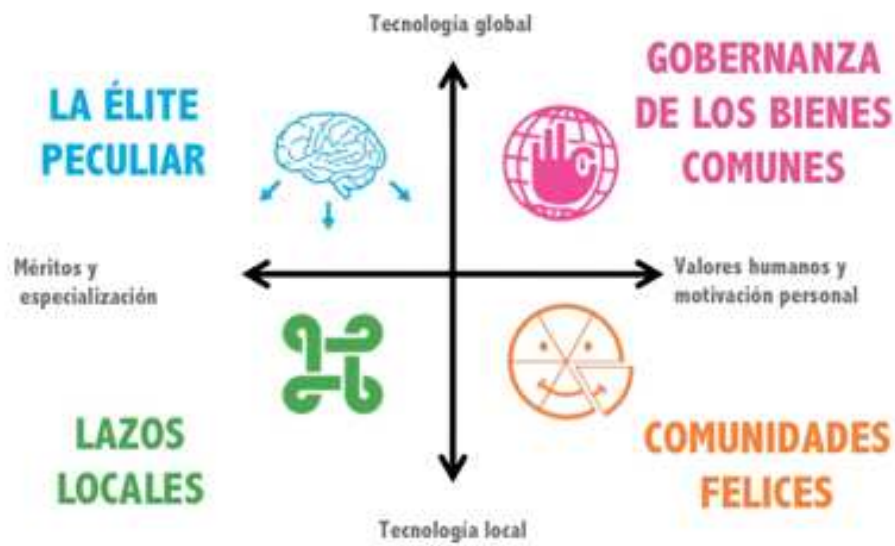 Tecnología global
LA ÉLITE
PECULIAR
GOBERNANZA
DE LOS BIENES
COMUNES
Méritos y
especialización
Valores humanos y
motivación personal
LAZOS
LOCALES
COMUNIDADES
FELICES
Tecnología local